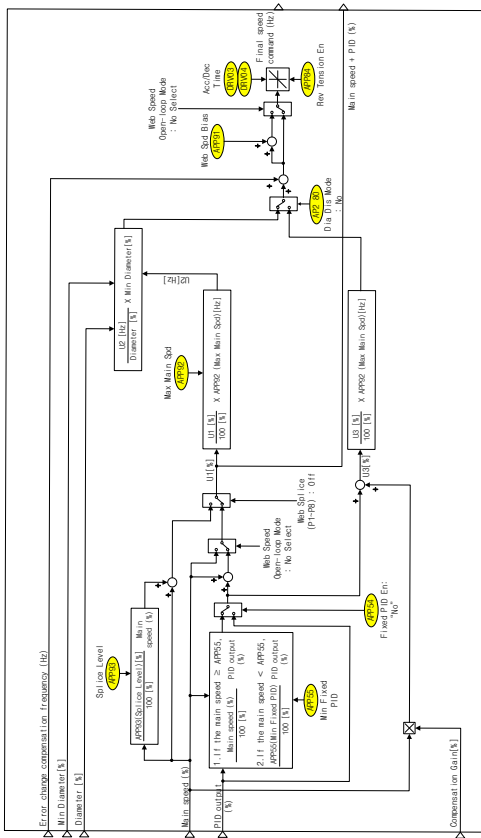 Error change compensation frequency (Hz)
Min Diameter[%]
Diameter [%]
Main speed (%)
PID output
(%)
Compensation Gain[%]
Splice Level
APP93
APP93(Splice Level)[%]
100 [%]
Main
speed (%)
1.If the main speed ≥ APP55,
Main speed (%)
100 [%]
PID output
(%)
2.If the main speed < APP55,
APP55(Min Fixed PID)
100 [%]
PID output
(%)
APP55
Min Fixed
PID
APP54
Fixed PID En:
"No"
Web Speed
Open-loop Mode
: No Select
Web Splice
(P1~P8) : Off
U1[%]
U3[%]
Max Main Spd
APP92
U1 [%]
100 [%]
X APP92 (Max Main Spd)[Hz]
U3 [%]
100 [%]
X APP92 (Max Main Spd)[Hz]
U2[Hz]
U2 [Hz]
Diameter [%]
X Min Diameter[%]
AP2 80
Dia Dis Mode
: No
Web Spd Bias
APP91
Web Speed
Open-loop Mode
: No Select
Acc/Dec
Time
DRV03
DRV04
Final speed
command (Hz)
APP84
Rev Tension En
Main speed + PID (%)